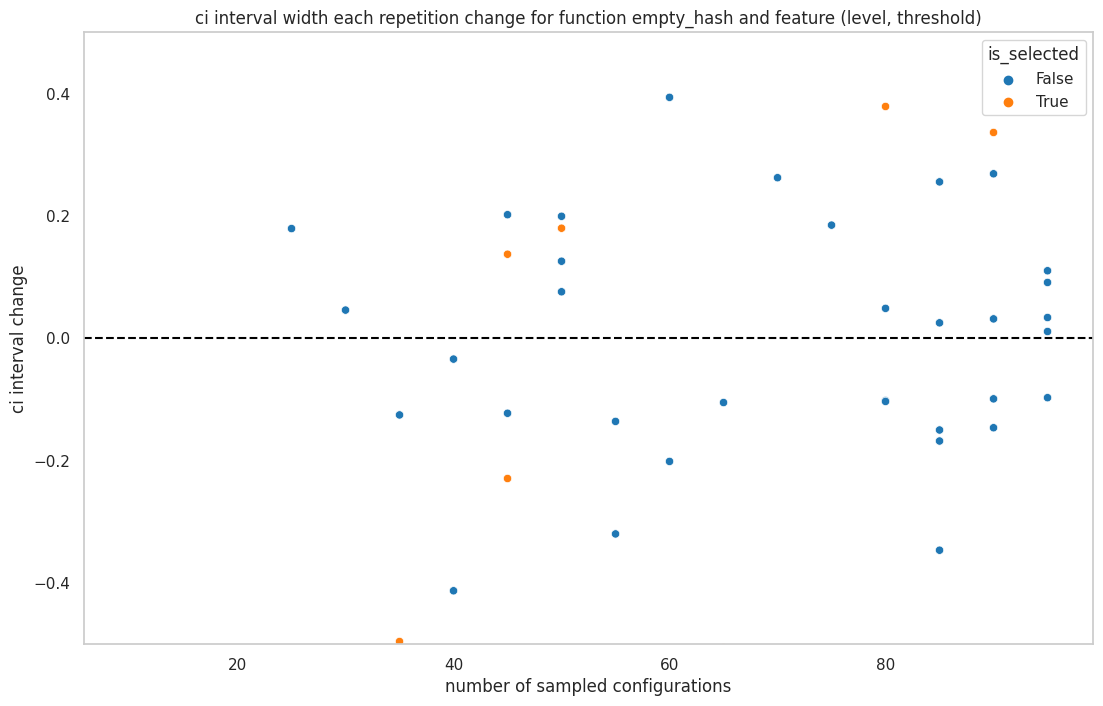 ci interval width each repetition change for function empty_hash and feature (level, threshold)
is_selected
False
True
0.4
0.2
0.0
−0.2
−0.4
ci interval change
20
40
60
80
number of sampled configurations